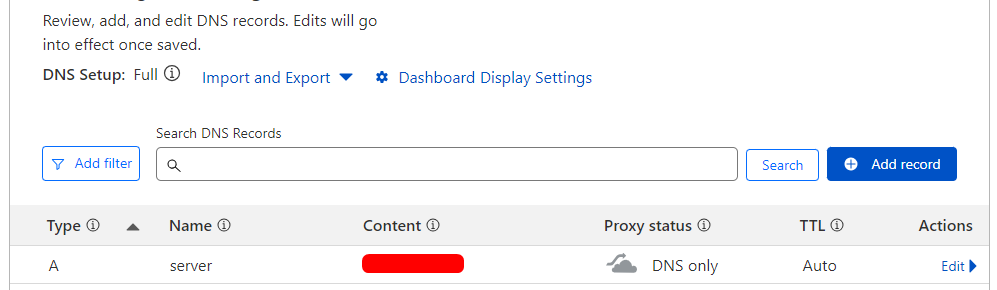 Review, add, and edit DNS records. Edits will go
into effect once saved.
DNS Setup: Full Import and Export Dashboard Display Settings
Search DNS Records
Add filter Search Add record
Type Name Content Proxy status TTL Actions
A server DNS only Auto Edit